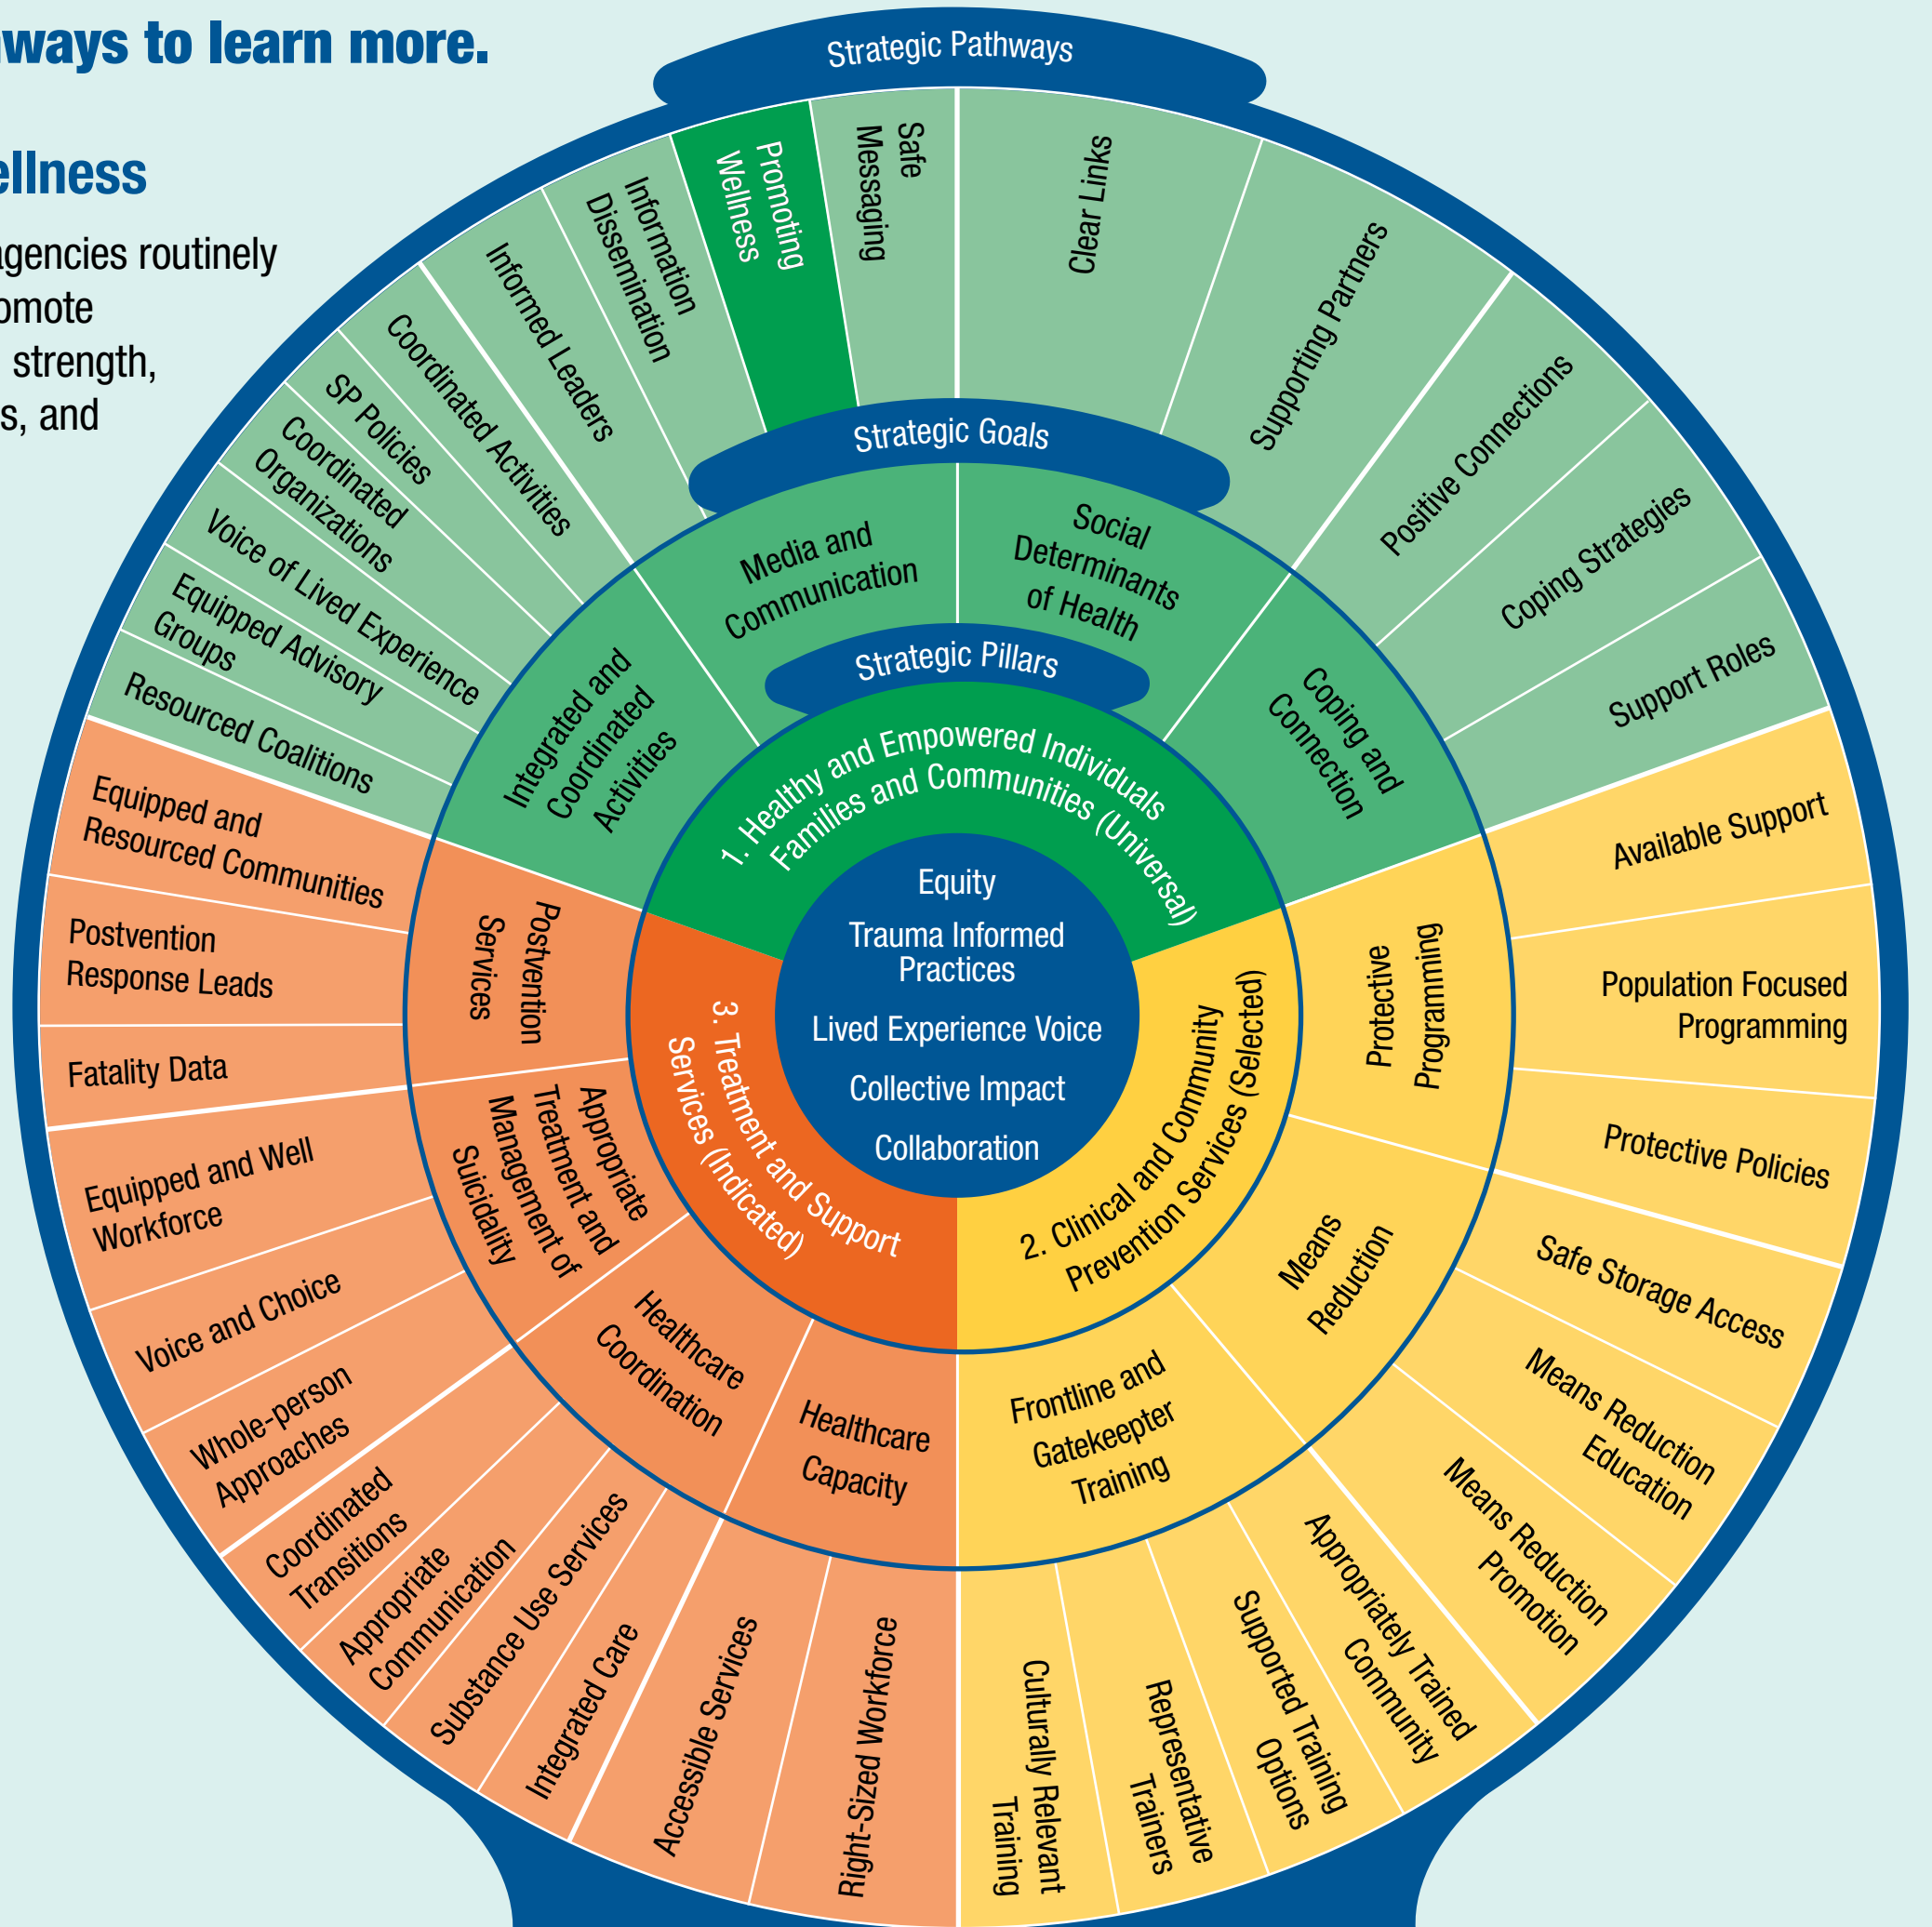 ways to learn more.
ellness
agencies routinely
omote
strength,
s, and
Strategic Pathways
Safe
Messaging
Promoting
Wellness
Information
Dissemination
Informed Leaders
Coordinated Activities
SP Policies
Coordinated
Organizations
Voice of Lived Experience
Equipped Advisory
Groups
Resourced Coalitions
Clear Links
Supporting Partners
Positive Connections
Coping Strategies
Support Roles
Available Support
Population Focused
Programming
Protective Policies
Safe Storage Access
Means Reduction
Education
Means Reduction
Promotion
Appropriately Trained
Community
Supported Training
Options
Representative
Trainers
Culturally Relevant
Training
Right-Sized Workforce
Accessible Services
Integrated Care
Substance Use Services
Appropriate
Communication
Coordinated
Transitions
Whole-person
Approaches
Voice and Choice
Equipped and Well
Workforce
Fatality Data
Postvention
Response Leads
Equipped and
Resourced Communities
Strategic Goals
Media and
Communication
Social
Determinants
of Health
Coping and
Connection
Protective
Programming
Means
Reduction
Frontline and
Gatekeeper
Training
Healthcare
Capacity
Healthcare
Coordination
Appropriate
Treatment and
Management of
Suicidality
Postvention
Services
Integrated and
Coordinated
Activities
Strategic Pillars
1. Healthy and Empowered Individuals
Families and Communities (Universal)
2. Clinical and Community
Prevention Services (Selected)
3. Treatment and Support
Services (Indicated)
Equity
Trauma Informed
Practices
Lived Experience Voice
Collective Impact
Collaboration